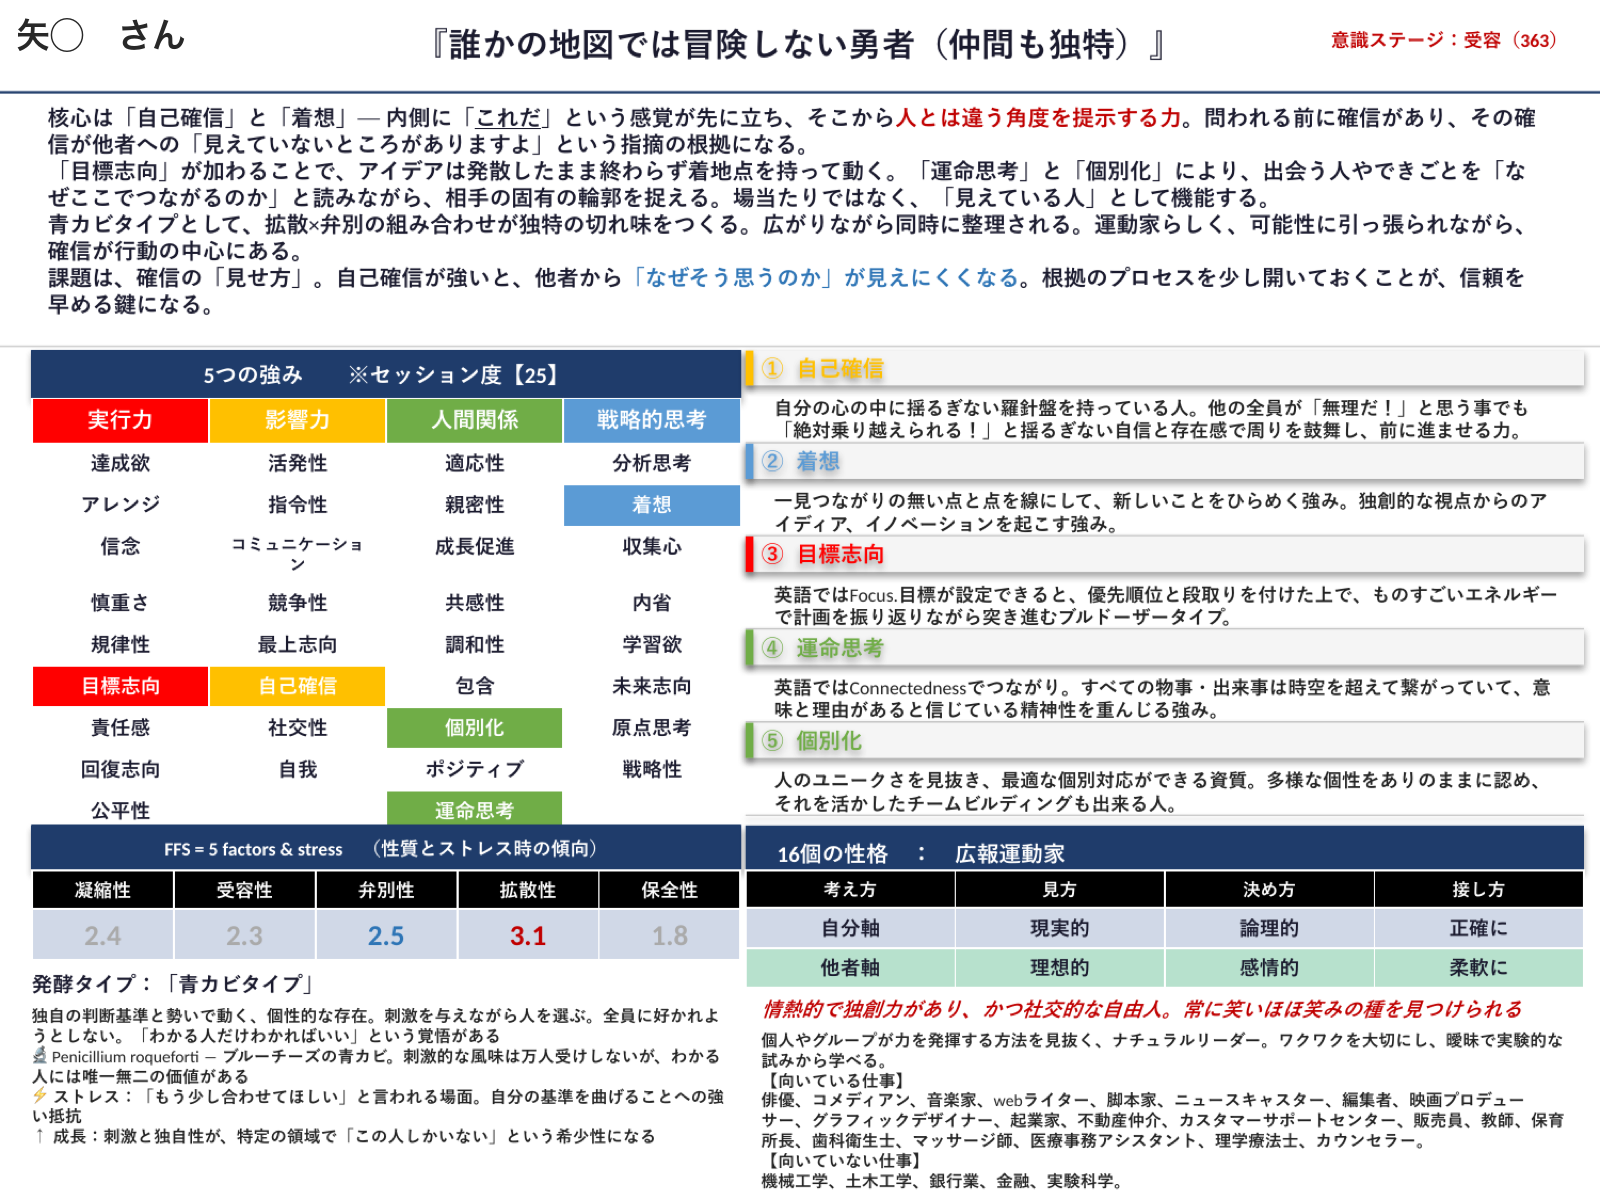 矢◯　さん
『誰かの地図では冒険しない勇者（仲間も独特）』
意識ステージ：受容（363）
核心は「自己確信」と「着想」— 内側に「これだ」という感覚が先に立ち、そこから人とは違う角度を提示する力。問われる前に確信があり、その確
信が他者への「見えていないところがありますよ」という指摘の根拠になる。
「目標志向」が加わることで、アイデアは発散したまま終わらず着地点を持って動く。「運命思考」と「個別化」により、出会う人やできごとを「な
ぜここでつながるのか」と読みながら、相手の固有の輪郭を捉える。場当たりではなく、「見えている人」として機能する。
青カビタイプとして、拡散×弁別の組み合わせが独特の切れ味をつくる。広がりながら同時に整理される。運動家らしく、可能性に引っ張られながら、
確信が行動の中心にある。
課題は、確信の「見せ方」。自己確信が強いと、他者から「なぜそう思うのか」が見えにくくなる。根拠のプロセスを少し開いておくことが、信頼を
早める鍵になる。
5つの強み　　※セッション度【25】
実行力　影響力　人間関係　戦略的思考
達成欲　活発性　適応性　分析思考
アレンジ　指令性　親密性　着想
信念　コミュニケーショ　成長促進　収集心
ン
慎重さ　競争性　共感性　内省
規律性　最上志向　調和性　学習欲
目標志向　自己確信　包含　未来志向
責任感　社交性　個別化　原点思考
回復志向　自我　ポジティブ　戦略性
公平性　運命思考
① 自己確信
自分の心の中に揺るぎない羅針盤を持っている人。他の全員が「無理だ！」と思う事でも
「絶対乗り越えられる！」と揺るぎない自信と存在感で周りを鼓舞し、前に進ませる力。
② 着想
一見つながりの無い点と点を線にして、新しいことをひらめく強み。独創的な視点からのア
イディア、イノベーションを起こす強み。
③ 目標志向
英語ではFocus.目標が設定できると、優先順位と段取りを付けた上で、ものすごいエネルギー
で計画を振り返りながら突き進むブルドーザータイプ。
④ 運命思考
英語ではConnectednessでつながり。すべての物事・出来事は時空を超えて繋がっていて、意
味と理由があると信じている精神性を重んじる強み。
⑤ 個別化
人のユニークさを見抜き、最適な個別対応ができる資質。多様な個性をありのままに認め、
それを活かしたチームビルディングも出来る人。
FFS = 5 factors & stress　（性質とストレス時の傾向）
凝縮性　受容性　弁別性　拡散性　保全性
2.4　2.3　2.5　3.1　1.8
発酵タイプ：「青カビタイプ」
独自の判断基準と勢いで動く、個性的な存在。刺激を与えながら人を選ぶ。全員に好かれよ
うとしない。「わかる人だけわかればいい」という覚悟がある
🔬 Penicillium roqueforti — ブルーチーズの青カビ。刺激的な風味は万人受けしないが、わかる
人には唯一無二の価値がある
⚡ ストレス：「もう少し合わせてほしい」と言われる場面。自分の基準を曲げることへの強
い抵抗
↑ 成長：刺激と独自性が、特定の領域で「この人しかいない」という希少性になる
16個の性格　：　広報運動家
考え方　見方　決め方　接し方
自分軸　現実的　論理的　正確に
他者軸　理想的　感情的　柔軟に
情熱的で独創力があり、かつ社交的な自由人。常に笑いほほ笑みの種を見つけられる
個人やグループが力を発揮する方法を見抜く、ナチュラルリーダー。ワクワクを大切にし、曖昧で実験的な
試みから学べる。
【向いている仕事】
俳優、コメディアン、音楽家、webライター、脚本家、ニュースキャスター、編集者、映画プロデュー
サー、グラフィックデザイナー、起業家、不動産仲介、カスタマーサポートセンター、販売員、教師、保育
所長、歯科衛生士、マッサージ師、医療事務アシスタント、理学療法士、カウンセラー。
【向いていない仕事】
機械工学、土木工学、銀行業、金融、実験科学。